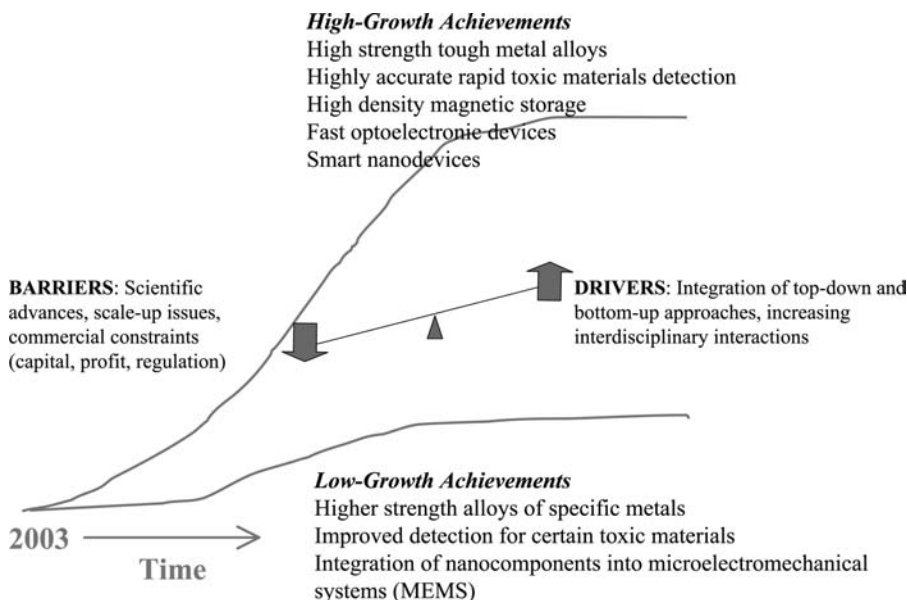 High-Growth Achievements
High strength tough metal alloys
Highly accurate rapid toxic materials detection
High density magnetic storage
Fast optoelectronic devices
Smart nanodevices
BARRIERS: Scientific
advances, scale-up issues,
commercial constraints
(capital, profit, regulation)
DRIVERS: Integration of top-down and
bottom-up approaches, increasing
interdisciplinary interactions
Low-Growth Achievements
Higher strength alloys of specific metals
Improved detection for certain toxic materials
Integration of nanocomponents into microelectromechanical
systems (MEMS)
2003
Time